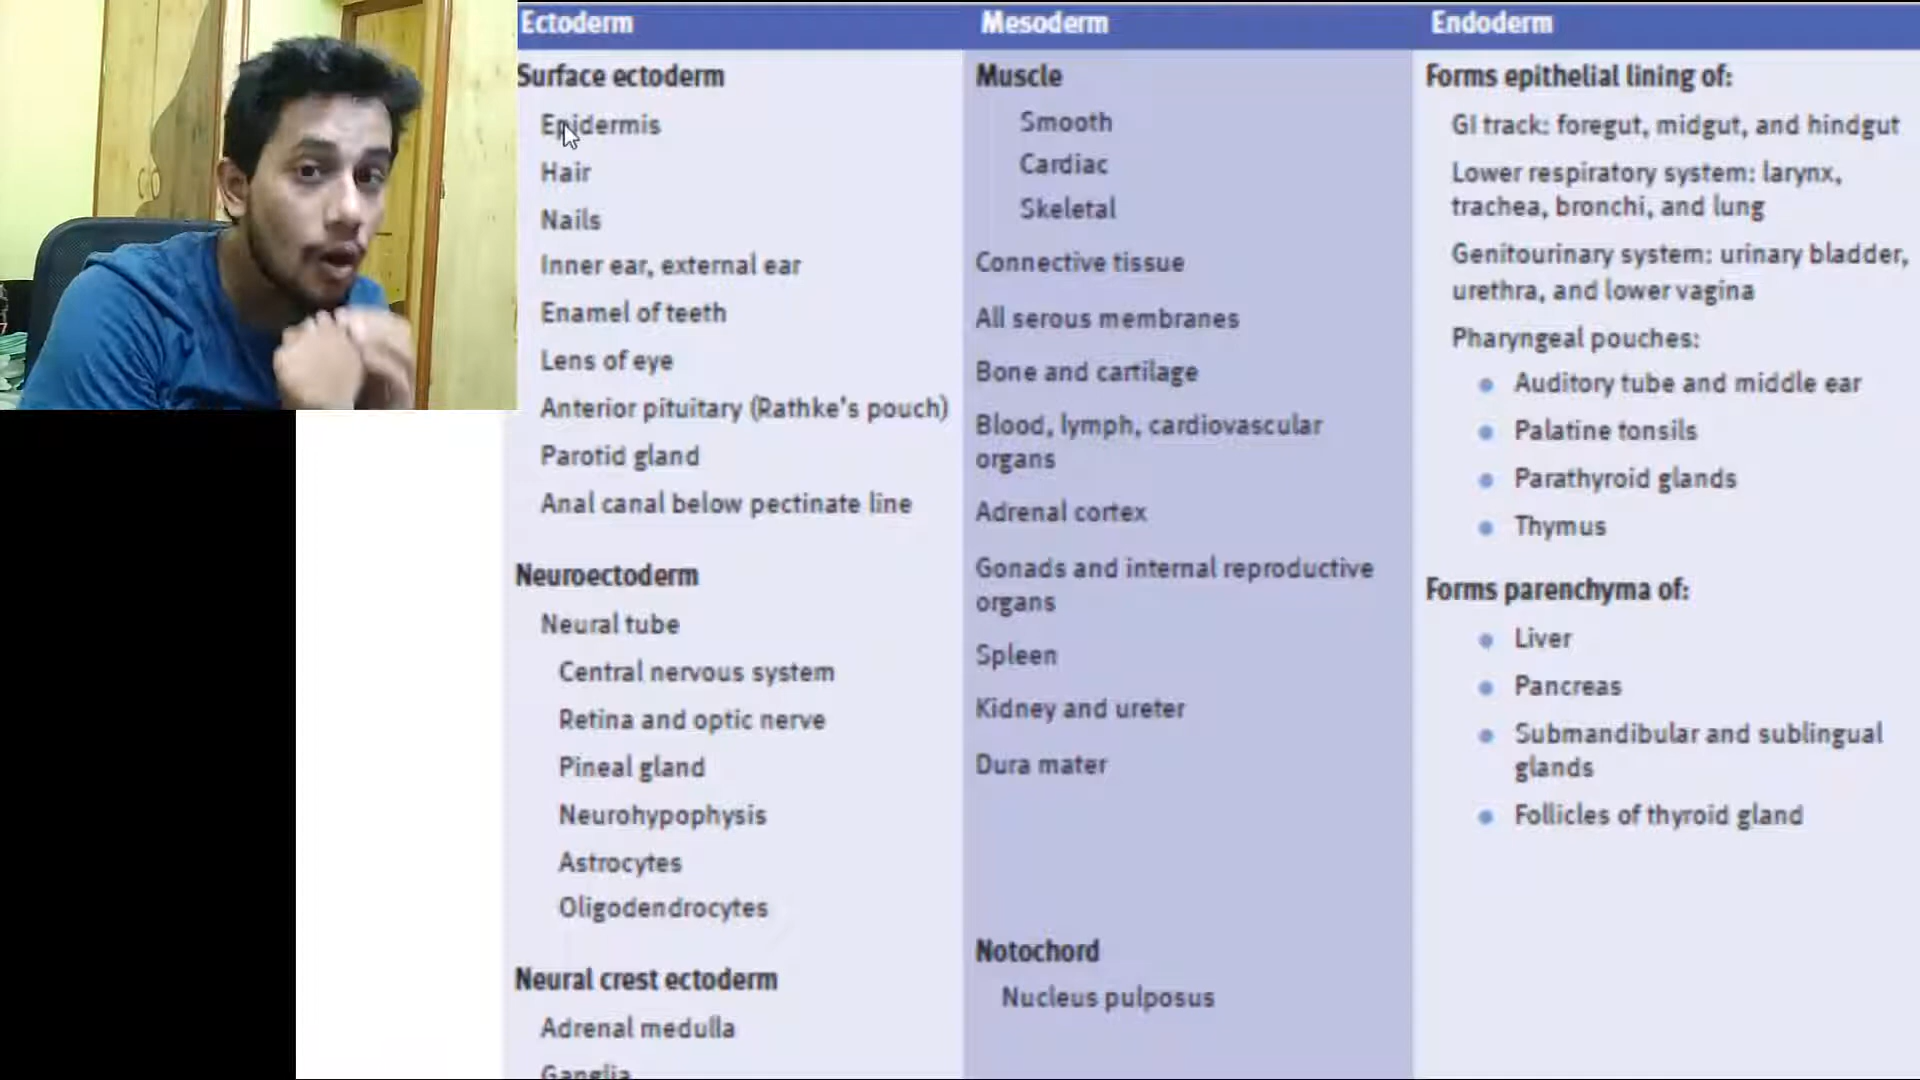 Ectoderm
Surface ectoderm
Epidermis
Hair
Nails
Inner ear, external ear
Enamel of teeth
Lens of eye
Anterior pituitary (Rathke's pouch)
Parotid gland
Anal canal below pectinate line
Neuroectoderm
Neural tube
Central nervous system
Retina and optic nerve
Pineal gland
Neurohypophysis
Astrocytes
Oligodendrocytes
Neural crest ectoderm
Adrenal medulla
Ganglia
Mesoderm
Muscle
Smooth
Cardiac
Skeletal
Connective tissue
All serous membranes
Bone and cartilage
Blood, lymph, cardiovascular
organs
Adrenal cortex
Gonads and internal reproductive
organs
Spleen
Kidney and ureter
Dura mater
Notochord
Nucleus pulposus
Endoderm
Forms epithelial lining of:
GI track: foregut, midgut, and hindgut
Lower respiratory system: larynx,
trachea, bronchi, and lung
Genitourinary system: urinary bladder,
urethra, and lower vagina
Pharyngeal pouches:
Auditory tube and middle ear
Palatine tonsils
Parathyroid glands
Thymus
Forms parenchyma of:
Liver
Pancreas
Submandibular and sublingual
glands
Follicles of thyroid gland